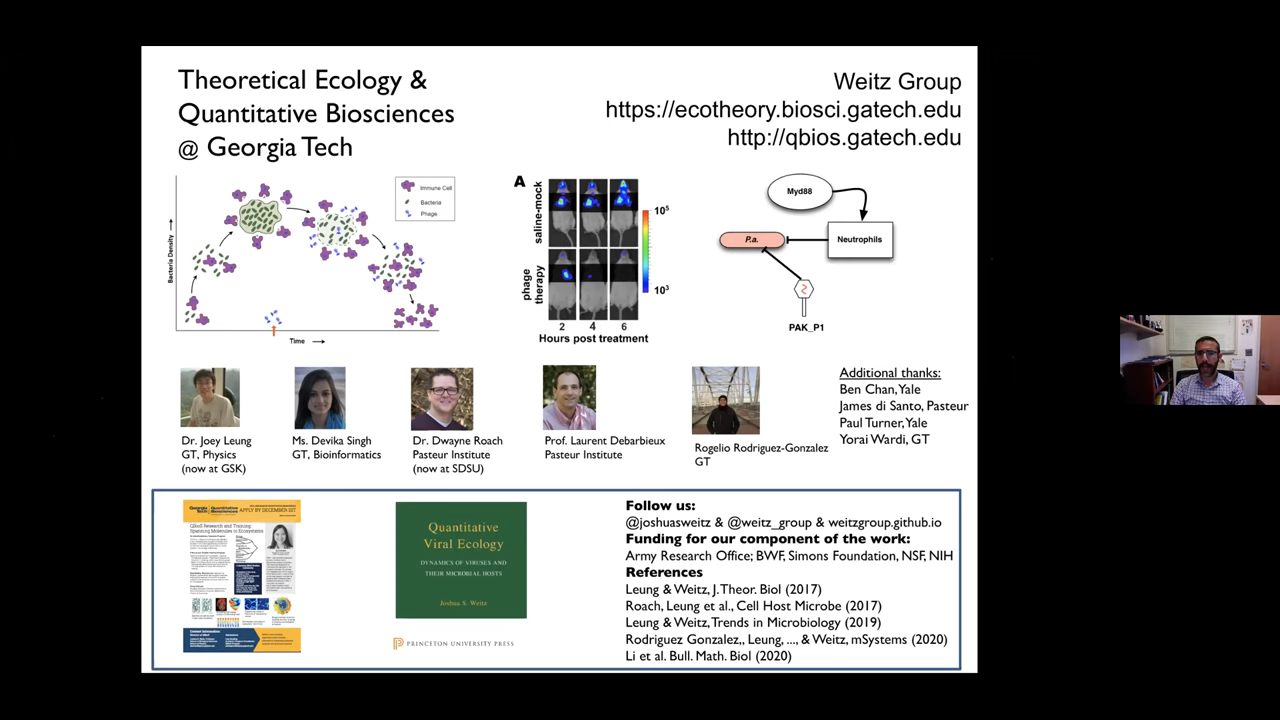 Theoretical Ecology &
Quantitative Biosciences
@ Georgia Tech
Weitz Group
https://ecotheory.biosci.gatech.edu
http://qbios.gatech.edu
Bacteria Density
Time
Immune Cell
Bacteria
Phage
A
saline-mock
phage
therapy
10⁵
10³
2 4 6
Hours post treatment
Myd88
P.a.
Neutrophils
PAK_P1
Dr. Joey Leung
GT, Physics
(now at GSK)
Ms. Devika Singh
GT, Bioinformatics
Dr. Dwayne Roach
Pasteur Institute
(now at SDSU)
Prof. Laurent Debarbieux
Pasteur Institute
Rogelio Rodriguez-Gonzalez
GT
Additional thanks:
Ben Chan, Yale
James di Santo, Pasteur
Paul Turner, Yale
Yorai Wardi, GT
Georgia Tech Quantitative Biosciences
APPLY BY DECEMBER 1ST
Quantitative
Viral Ecology
DYNAMICS OF VIRUSES AND
THEIR MICROBIAL HOSTS
Joshua S. Weitz
PRINCETON UNIVERSITY PRESS
Follow us:
@joshuasweitz & @weitz_group & weitzgroup.github.io
Funding for our component of the work:
Army Research Office; BWF, Simons Foundation, NSF, NIH
References
Leung & Weitz, J. Theor. Biol (2017)
Roach, Leung et al., Cell Host Microbe (2017)
Leung & Weitz, Trends in Microbiology (2019)
Rodriguez Gonzalez,, Leung, ..., & Weitz, mSystems (2020)
Li et al. Bull. Math. Biol (2020)